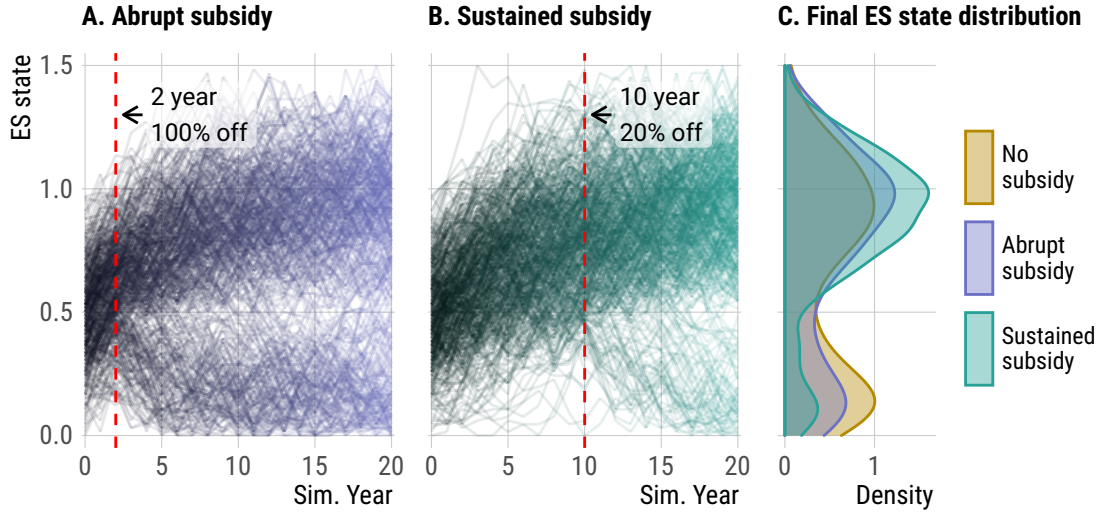 A. Abrupt subsidy
B. Sustained subsidy
C. Final ES state distribution
ES state
1.5
1.0
0.5
0.0
2 year
100% off
0
5
10
15
20
Sim. Year
10 year
20% off
0
5
10
15
20
Sim. Year
0
1
Density
No
subsidy
Abrupt
subsidy
Sustained
subsidy